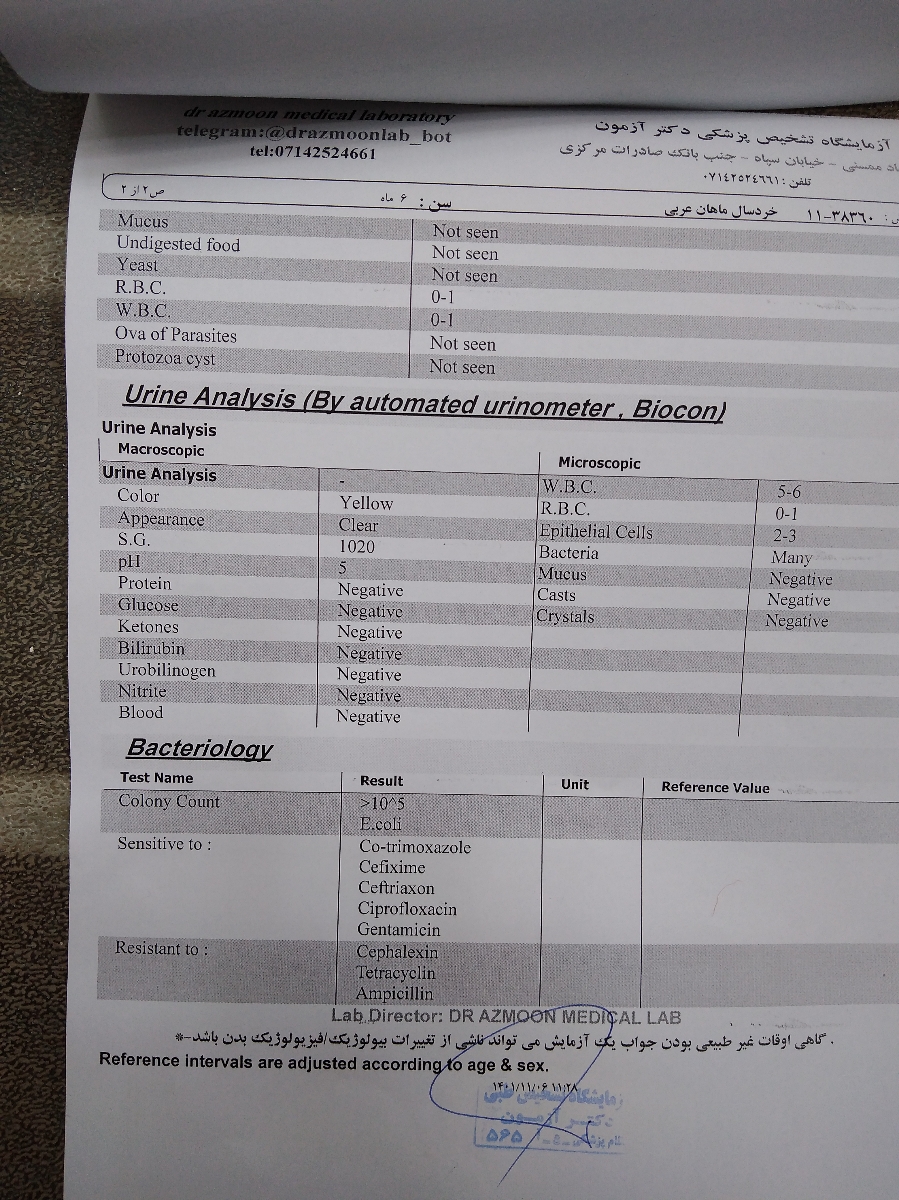 dr azmoon medical laboratory
telegram:@drazmoonlab_bot
tel:07142524661
آزمایشگاه تشخیص پزشکی دکتر آزمون
ممسنی - خیابان سپاه - جنب بانک صادرات مرکزی
تلفن : ۰۷۱٤۲٥۲٤٦٦۱
۱۱-۳۸۳٦۰ خردسال ماهان عربی سن : ۶ ماه ص۲ از ۲
Mucus Not seen
Undigested food Not seen
Yeast Not seen
R.B.C. 0-1
W.B.C. 0-1
Ova of Parasites Not seen
Protozoa cyst Not seen
Urine Analysis (By automated urinometer , Biocon)
Urine Analysis
Macroscopic Microscopic
Urine Analysis - W.B.C. 5-6
Color Yellow R.B.C. 0-1
Appearance Clear Epithelial Cells 2-3
S.G. 1020 Bacteria Many
pH 5 Mucus Negative
Protein Negative Casts Negative
Glucose Negative Crystals Negative
Ketones Negative
Bilirubin Negative
Urobilinogen Negative
Nitrite Negative
Blood Negative
Bacteriology
Test Name Result Unit Reference Value
Colony Count >10^5
E.coli
Sensitive to : Co-trimoxazole
Cefixime
Ceftriaxon
Ciprofloxacin
Gentamicin
Resistant to : Cephalexin
Tetracyclin
Ampicillin
Lab Director: DR AZMOON MEDICAL LAB
*-گاهی اوقات غیر طبیعی بودن جواب یک آزمایش می تواند ناشی از تغییرات بیولوژیک/فیزیولوژیک بدن باشد .
Reference intervals are adjusted according to age & sex.
۱۴۰۱/۱۱/۰۶ ۱۱:۲۸
آزمایشگاه تشخیص طبی
دکتر آزمون
۵۶۵